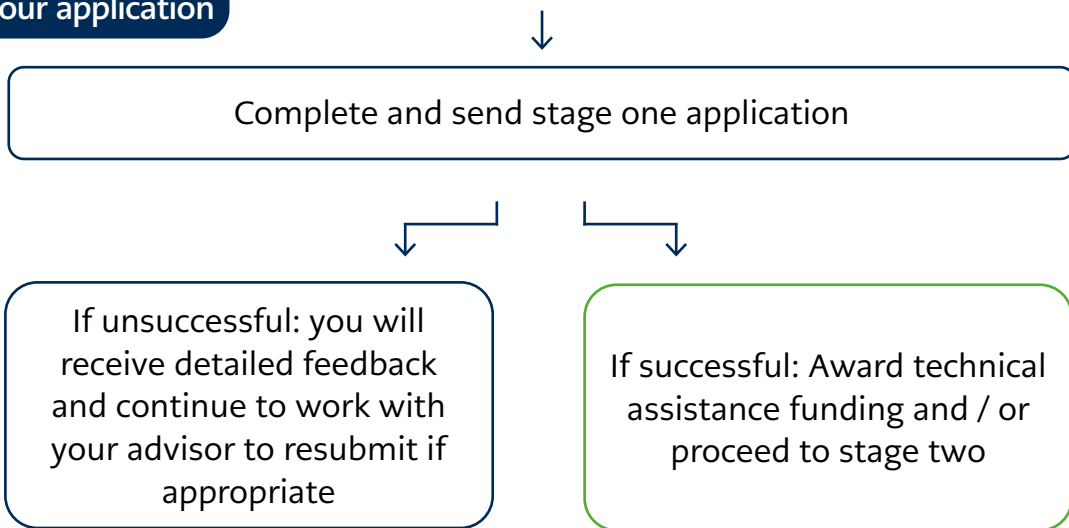 our application
Complete and send stage one application
If unsuccessful: you will
receive detailed feedback
and continue to work with
your advisor to resubmit if
appropriate
If successful: Award technical
assistance funding and / or
proceed to stage two